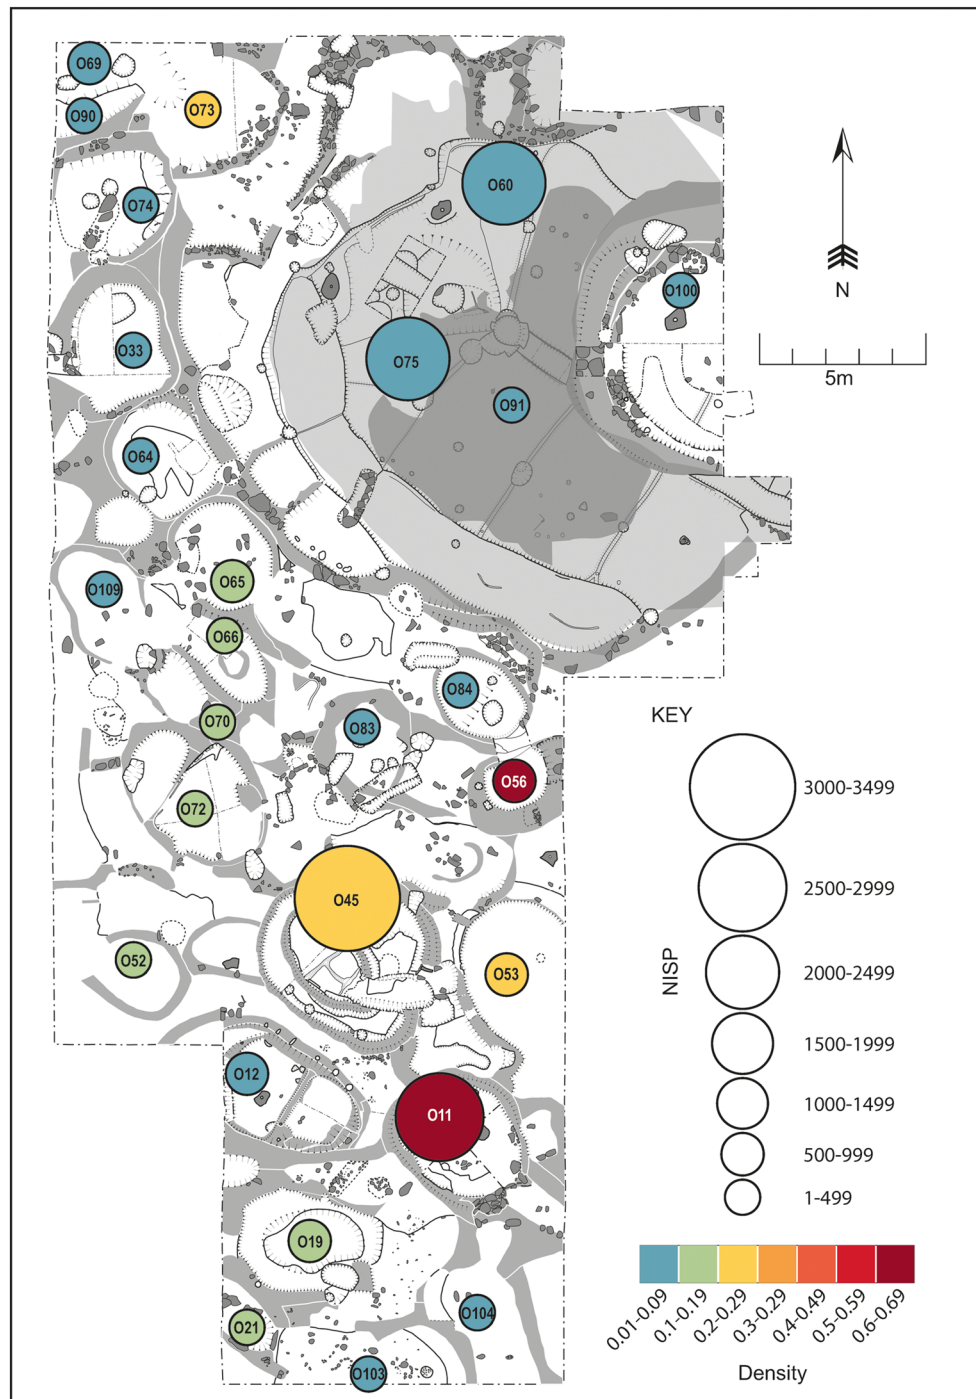 O69
O90
O73
O74
O60
O100
N
5m
O33
O75
O91
O64
O109
O65
O66
O84
O70
O83
O56
O72
O45
O52
O53
O12
O11
O19
O21
O104
O103
KEY
NISP
3000-3499
2500-2999
2000-2499
1500-1999
1000-1499
500-999
1-499
0.01-0.09
0.1-0.19
0.2-0.29
0.3-0.29
0.4-0.49
0.5-0.59
0.6-0.69
Density